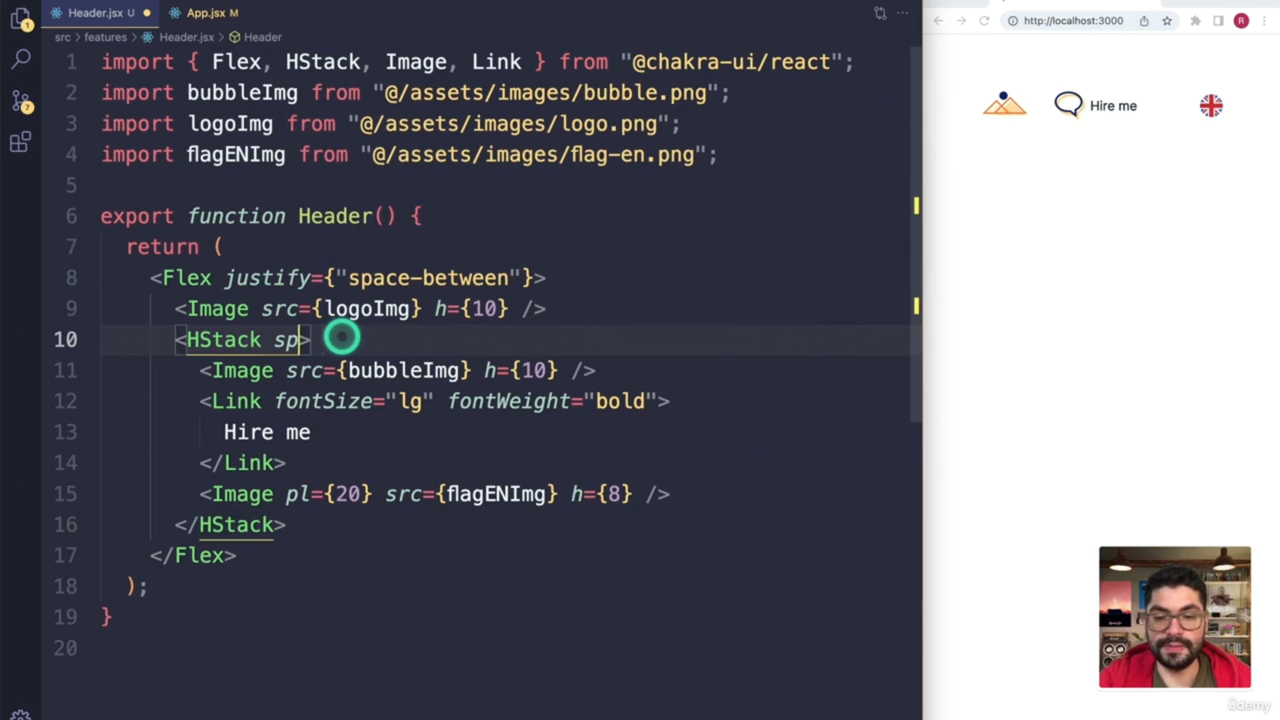 Header.jsx U
App.jsx M
http://localhost:3000
R
1
7
src > features > Header.jsx > Header
1 import { Flex, HStack, Image, Link } from "@chakra-ui/react";
2 import bubbleImg from "@/assets/images/bubble.png";
3 import logoImg from "@/assets/images/logo.png";
4 import flagENImg from "@/assets/images/flag-en.png";
5
6 export function Header() {
7 return (
8 <Flex justify={"space-between"}>
9 <Image src={logoImg} h={10} />
10 <HStack sp>
11 <Image src={bubbleImg} h={10} />
12 <Link fontSize="lg" fontWeight="bold">
13 Hire me
14 </Link>
15 <Image pl={20} src={flagENImg} h={8} />
16 </HStack>
17 </Flex>
18 );
19 }
20
Hire me
ûdemy